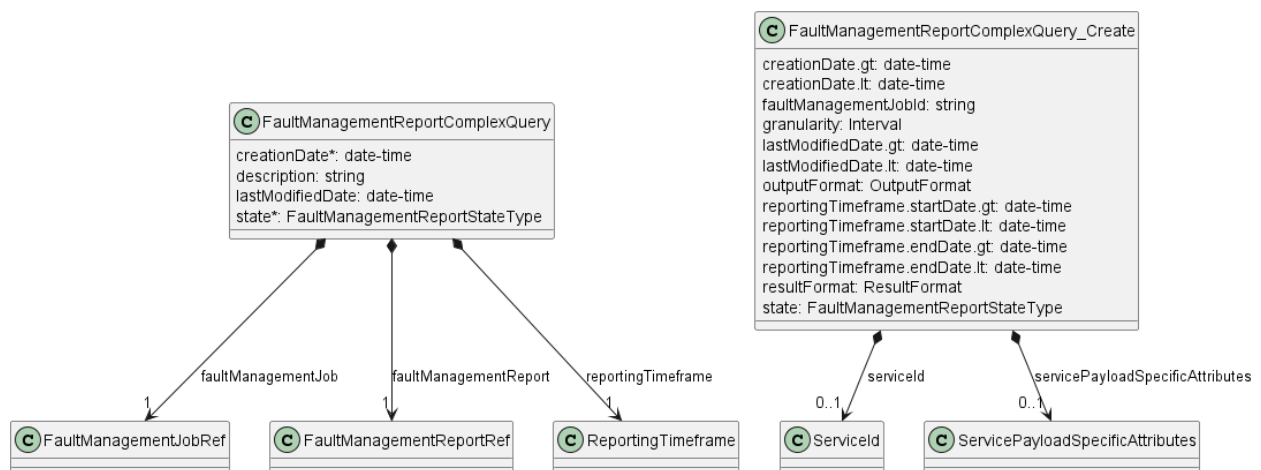 C FaultManagementReportComplexQuery
creationDate*: date-time
description: string
lastModifiedDate: date-time
state*: FaultManagementReportStateType
C FaultManagementReportComplexQuery_Create
creationDate.gt: date-time
creationDate.lt: date-time
faultManagementJobId: string
granularity: Interval
lastModifiedDate.gt: date-time
lastModifiedDate.lt: date-time
outputFormat: OutputFormat
reportingTimeframe.startDate.gt: date-time
reportingTimeframe.startDate.lt: date-time
reportingTimeframe.endDate.gt: date-time
reportingTimeframe.endDate.lt: date-time
resultFormat: ResultFormat
state: FaultManagementReportStateType
faultManagementJob
1
faultManagementReport
1
reportingTimeframe
1
serviceId
0..1
servicePayloadSpecificAttributes
0..1
C FaultManagementJobRef
C FaultManagementReportRef
C ReportingTimeframe
C ServiceId
C ServicePayloadSpecificAttributes